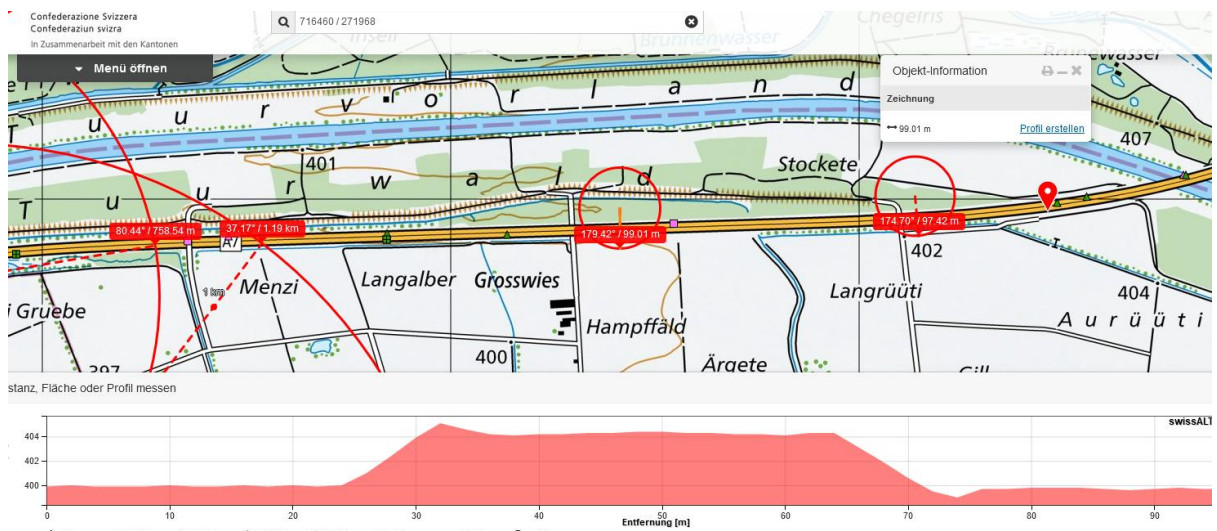 Confederazione Svizzera
Confederaziun svizra
In Zusammenarbeit mit den Kantonen
716460 / 271968
Menü öffnen
Inseli
Brunnenwasser
Chegelris
Objekt-Information
Zeichnung
99.01 m
Profil erstellen
T u u r v o r l a n d
407
401
Stockete
T u u r w a l d
80.44° / 758.54 m
37.17° / 1.19 km
179.42° / 99.01 m
174.70° / 97.42 m
A7
402
1 km
Menzi
Langalber
Grosswies
Langrüüti
404
Gruebe
Hampffäld
A u r ü ü t i
400
Ärgete
397
stanz, Fläche oder Profil messen
swissALT
404
402
400
0
10
20
30
40
50
60
70
80
90
Entfernung [m]